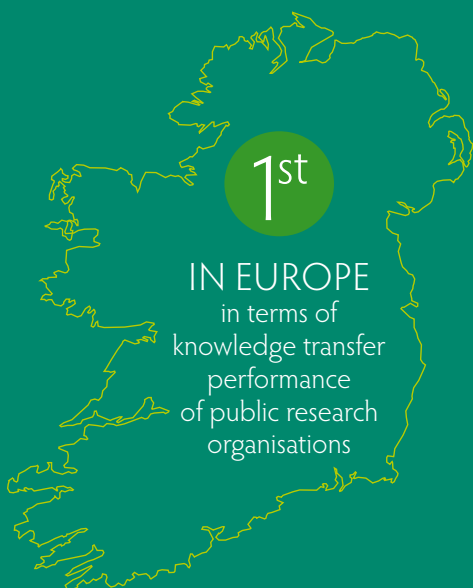 1st
IN EUROPE
in terms of
knowledge transfer
performance
of public research
organisations